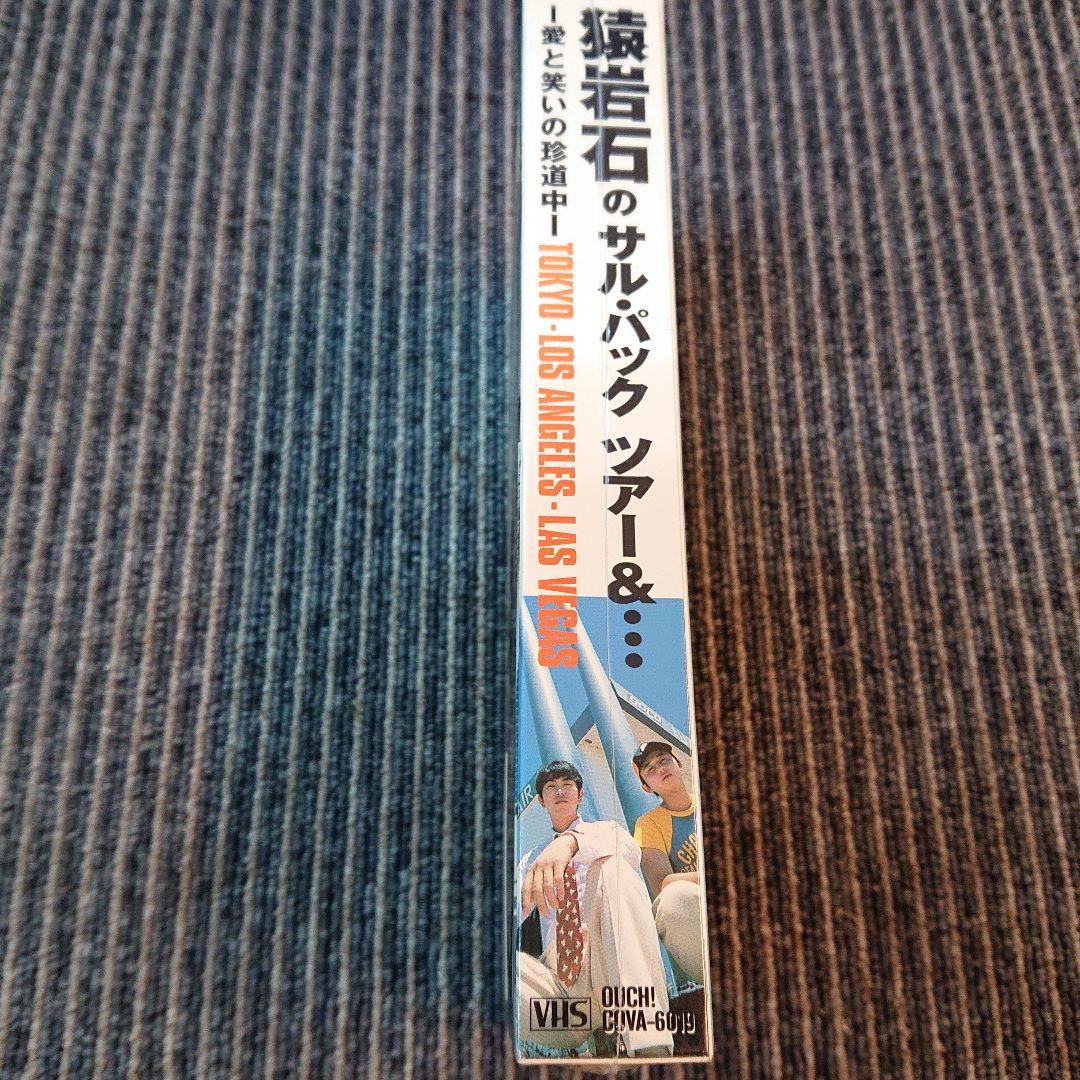 猿岩石のサル・パック ツアー&…
ー愛と笑いの珍道中ー
TOKYO-LOS ANGELES-LAS VEGAS
AIR
VHS
OUCH!
COVA-6019